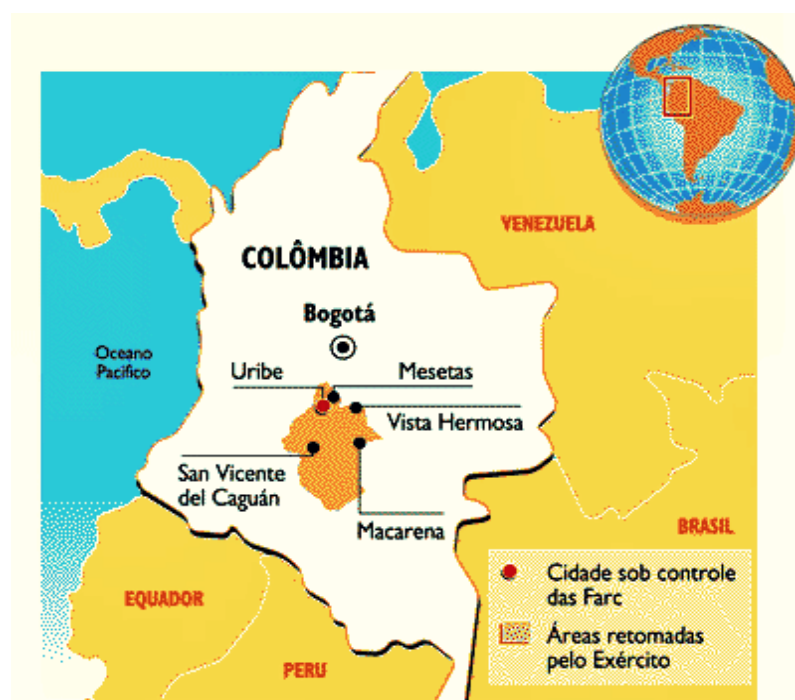 VENEZUELA
COLÔMBIA
Bogotá
Oceano
Pacífico
Uribe
Mesetas
Vista Hermosa
San Vicente
del Caguán
Macarena
BRASIL
EQUADOR
PERU
Cidade sob controle
das Farc
Áreas retomadas
pelo Exército